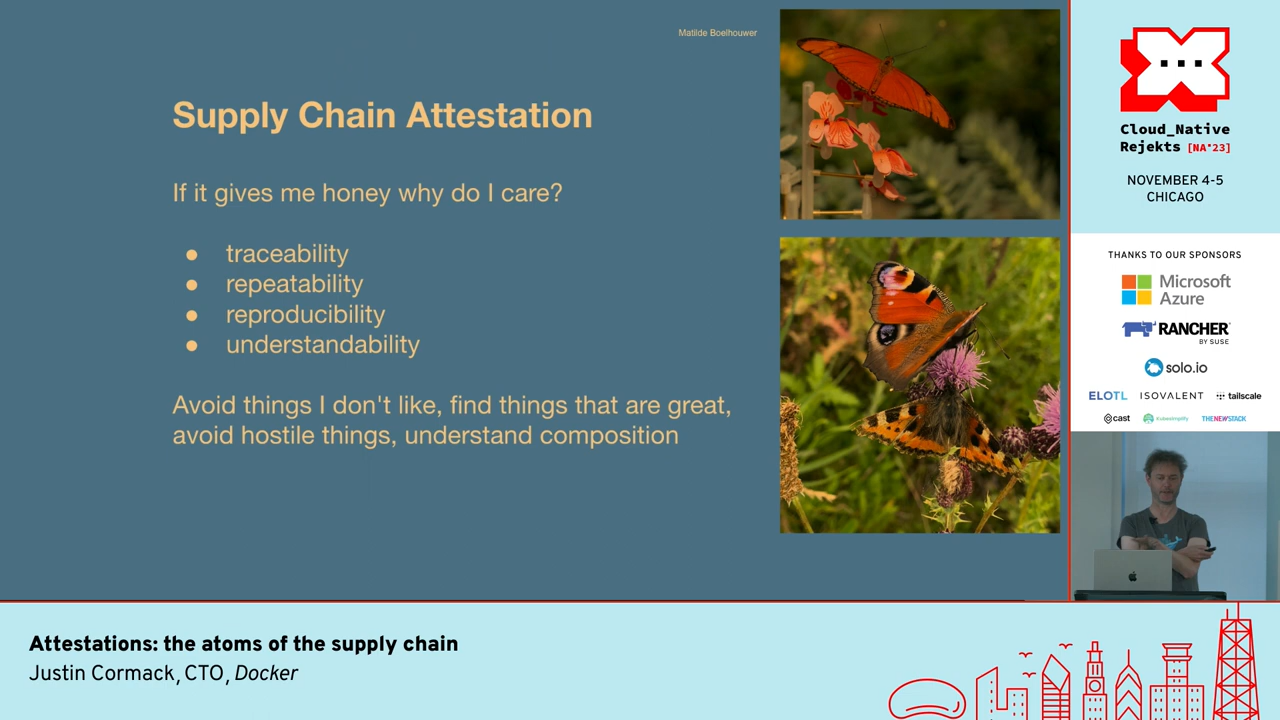 Matilde Boelhouwer
Supply Chain Attestation
If it gives me honey why do I care?
● traceability
● repeatability
● reproducibility
● understandability
Avoid things I don't like, find things that are great,
avoid hostile things, understand composition
Cloud_Native
Rejekts [NA'23]
NOVEMBER 4-5
CHICAGO
THANKS TO OUR SPONSORS
Microsoft
Azure
RANCHER
BY SUSE
solo.io
ELOTL ISOVALENT tailscale
cast kubesimplify THENEWSTACK
Attestations: the atoms of the supply chain
Justin Cormack, CTO, Docker